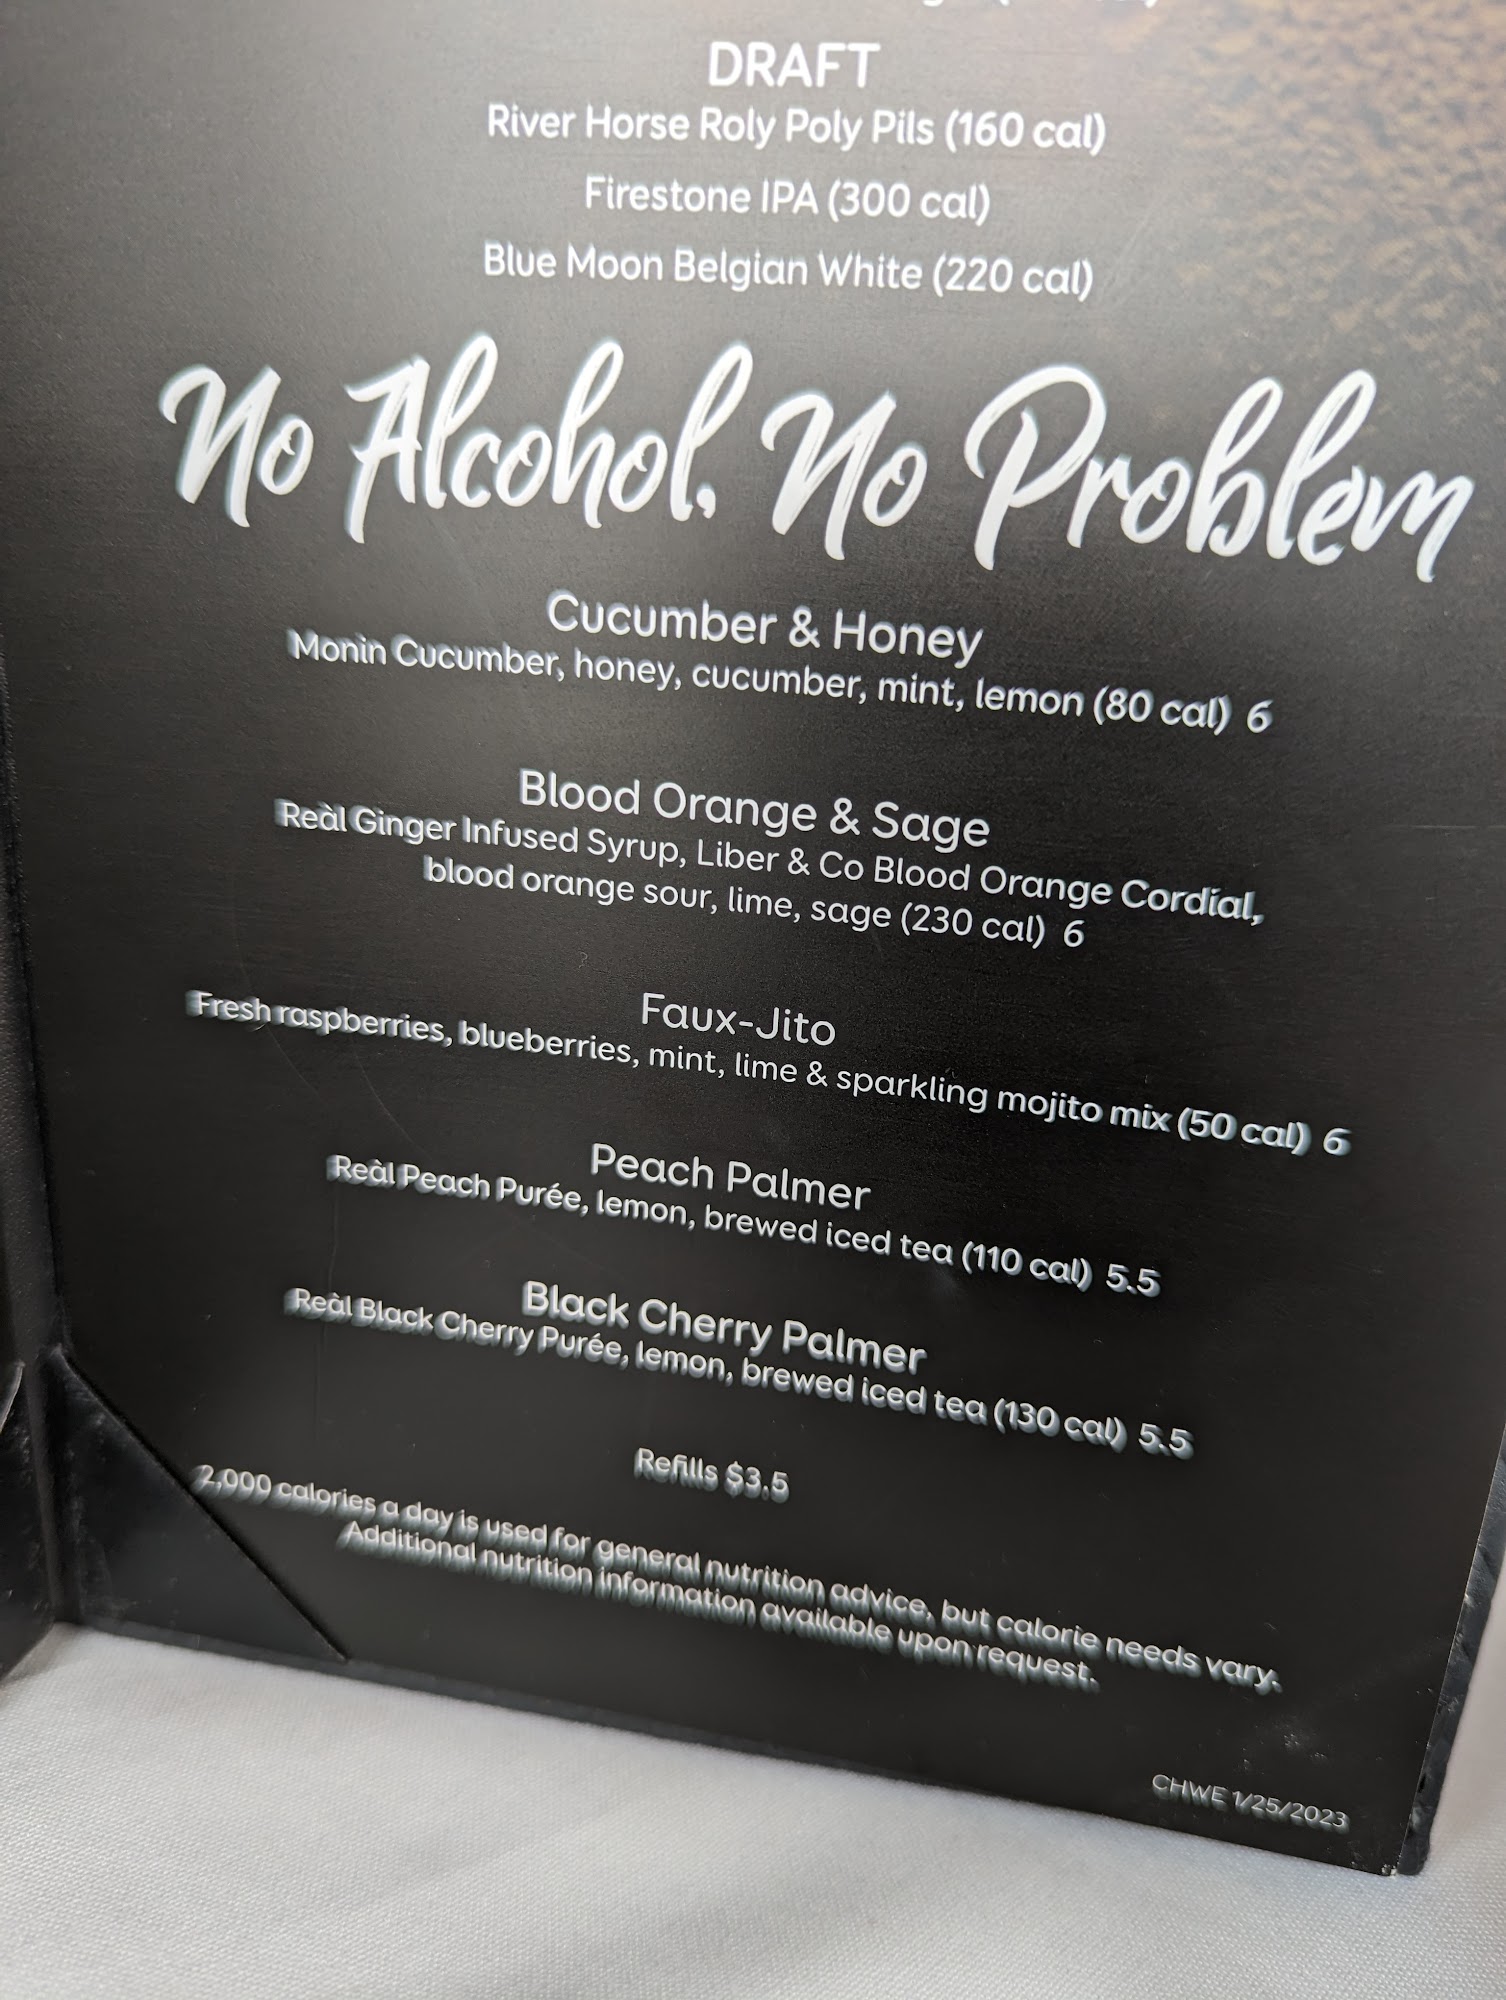 DRAFT
River Horse Roly Poly Pils (160 cal)
Firestone IPA (300 cal)
Blue Moon Belgian White (220 cal)
No Alcohol, No Problem
Cucumber & Honey
Monin Cucumber, honey, cucumber, mint, lemon (80 cal) 6
Blood Orange & Sage
Reàl Ginger Infused Syrup, Liber & Co Blood Orange Cordial,
blood orange sour, lime, sage (230 cal) 6
Faux-Jito
Fresh raspberries, blueberries, mint, lime & sparkling mojito mix (50 cal) 6
Peach Palmer
Reàl Peach Purée, lemon, brewed iced tea (110 cal) 5.5
Black Cherry Palmer
Reàl Black Cherry Purée, lemon, brewed iced tea (130 cal) 5.5
Refills $3.5
2,000 calories a day is used for general nutrition advice, but calorie needs vary.
Additional nutrition information available upon request.
CHWE 1/25/2023